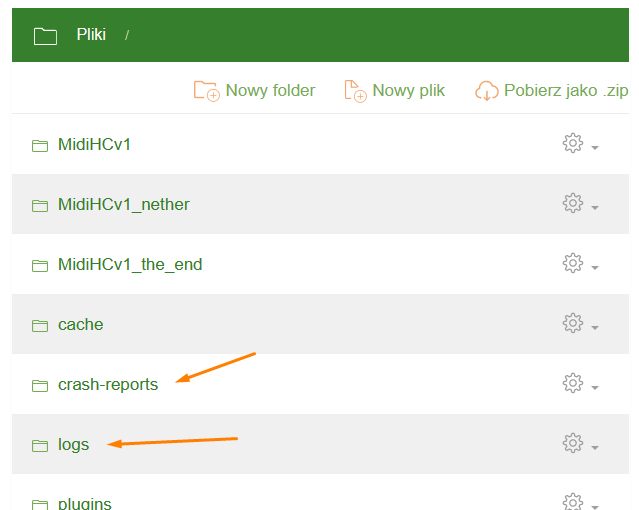 Pliki /
Nowy folder Nowy plik Pobierz jako .zip
MidiHCv1
MidiHCv1_nether
MidiHCv1_the_end
cache
crash-reports
logs
plugins